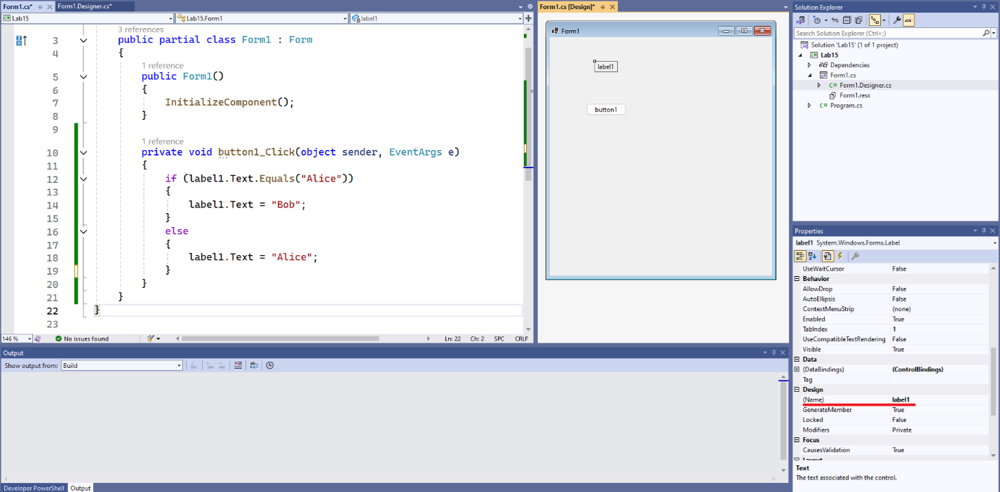 Form1.cs*
Form1.Designer.cs*
Lab15
Lab15.Form1
label1
3 references
3 public partial class Form1 : Form
4 {
1 reference
5 public Form1()
6 {
7 InitializeComponent();
8 }
9
1 reference
10 private void button1_Click(object sender, EventArgs e)
11 {
12 if (label1.Text.Equals("Alice"))
13 {
14 label1.Text = "Bob";
15 }
16 else
17 {
18 label1.Text = "Alice";
19 }
20 }
21 }
22 }
23
146 % No issues found Ln: 22 Ch: 2 SPC CRLF
Form1.cs [Design]*
Form1
label1
button1
Solution Explorer
Search Solution Explorer (Ctrl+;)
Solution 'Lab15' (1 of 1 project)
C# Lab15
Dependencies
Form1.cs
C# Form1.Designer.cs
Form1.resx
C# Program.cs
Properties
label1 System.Windows.Forms.Label
UseWaitCursor False
Behavior
AllowDrop False
AutoEllipsis False
ContextMenuStrip (none)
Enabled True
TabIndex 1
UseCompatibleTextRendering False
Visible True
Data
(DataBindings) (ControlBindings)
Tag
Design
(Name) label1
GenerateMember True
Locked False
Modifiers Private
Focus
CausesValidation True
Layout
Text
The text associated with the control.
Output
Show output from: Build
Developer PowerShell Output